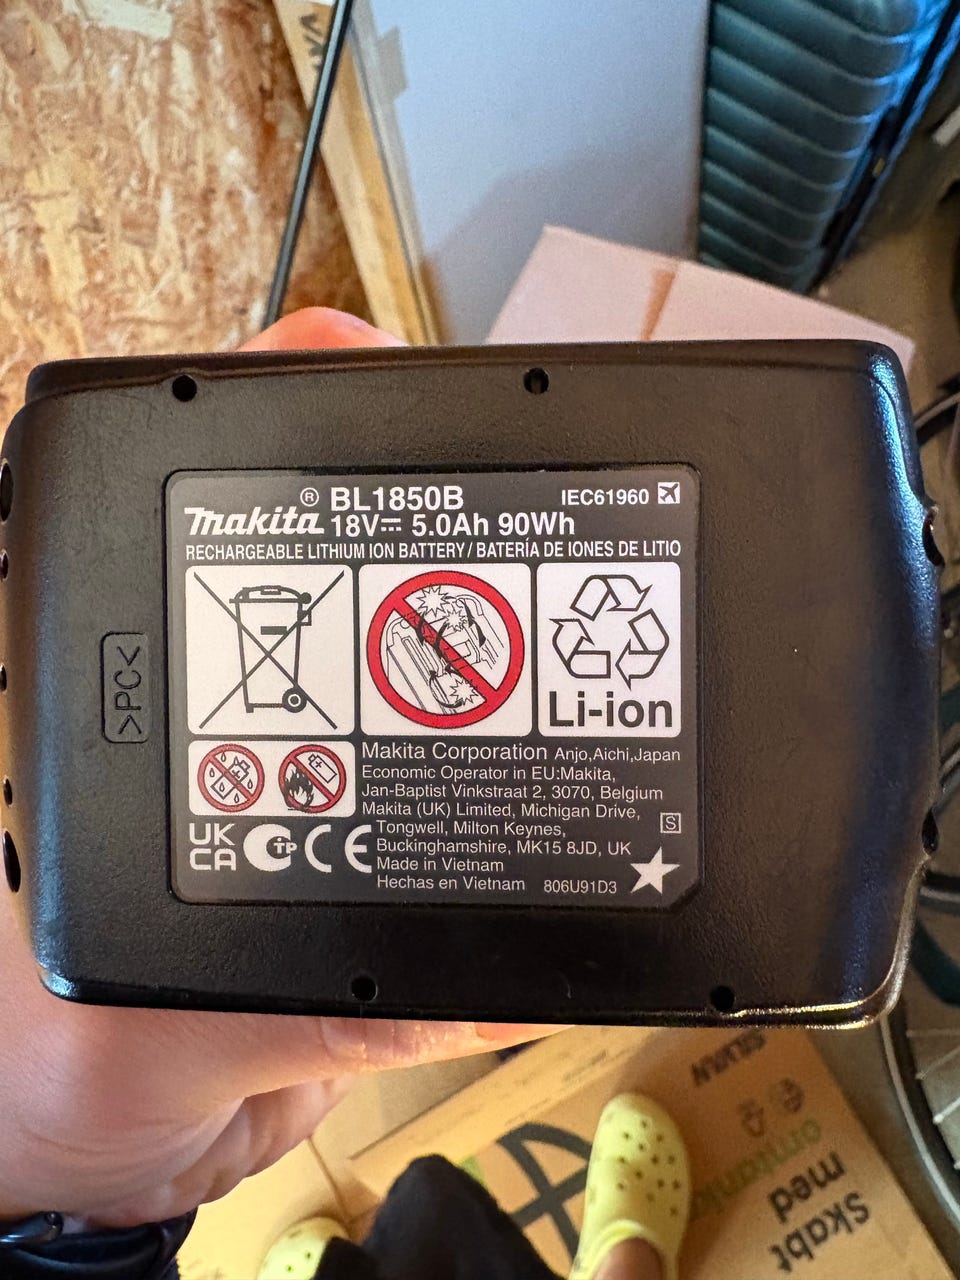 makita® BL1850B IEC61960
18V 5.0Ah 90Wh
RECHARGEABLE LITHIUM ION BATTERY / BATERÍA DE IONES DE LITIO
Li-ion
>PC<
Makita Corporation Anjo,Aichi,Japan
Economic Operator in EU:Makita,
Jan-Baptist Vinkstraat 2, 3070, Belgium
Makita (UK) Limited, Michigan Drive,
Tongwell, Milton Keynes,
Buckinghamshire, MK15 8JD, UK
Made in Vietnam
Hechas en Vietnam 806U91D3
S
UK
CA
CE
Skabt
med
omtanke